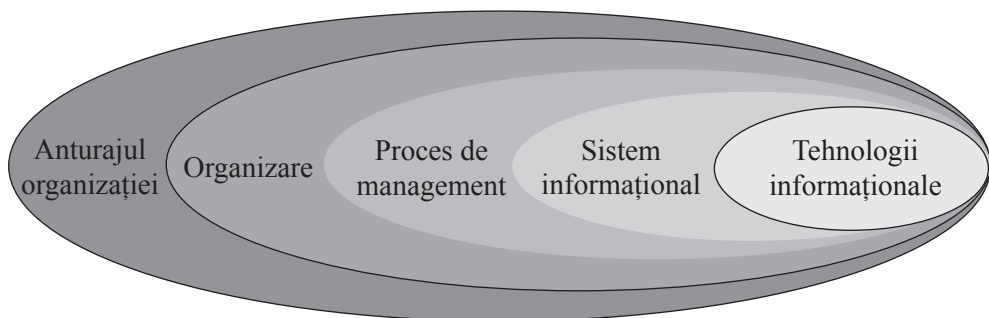 Anturajul
organizației
Organizare
Proces de
management
Sistem
informațional
Tehnologii
informaționale